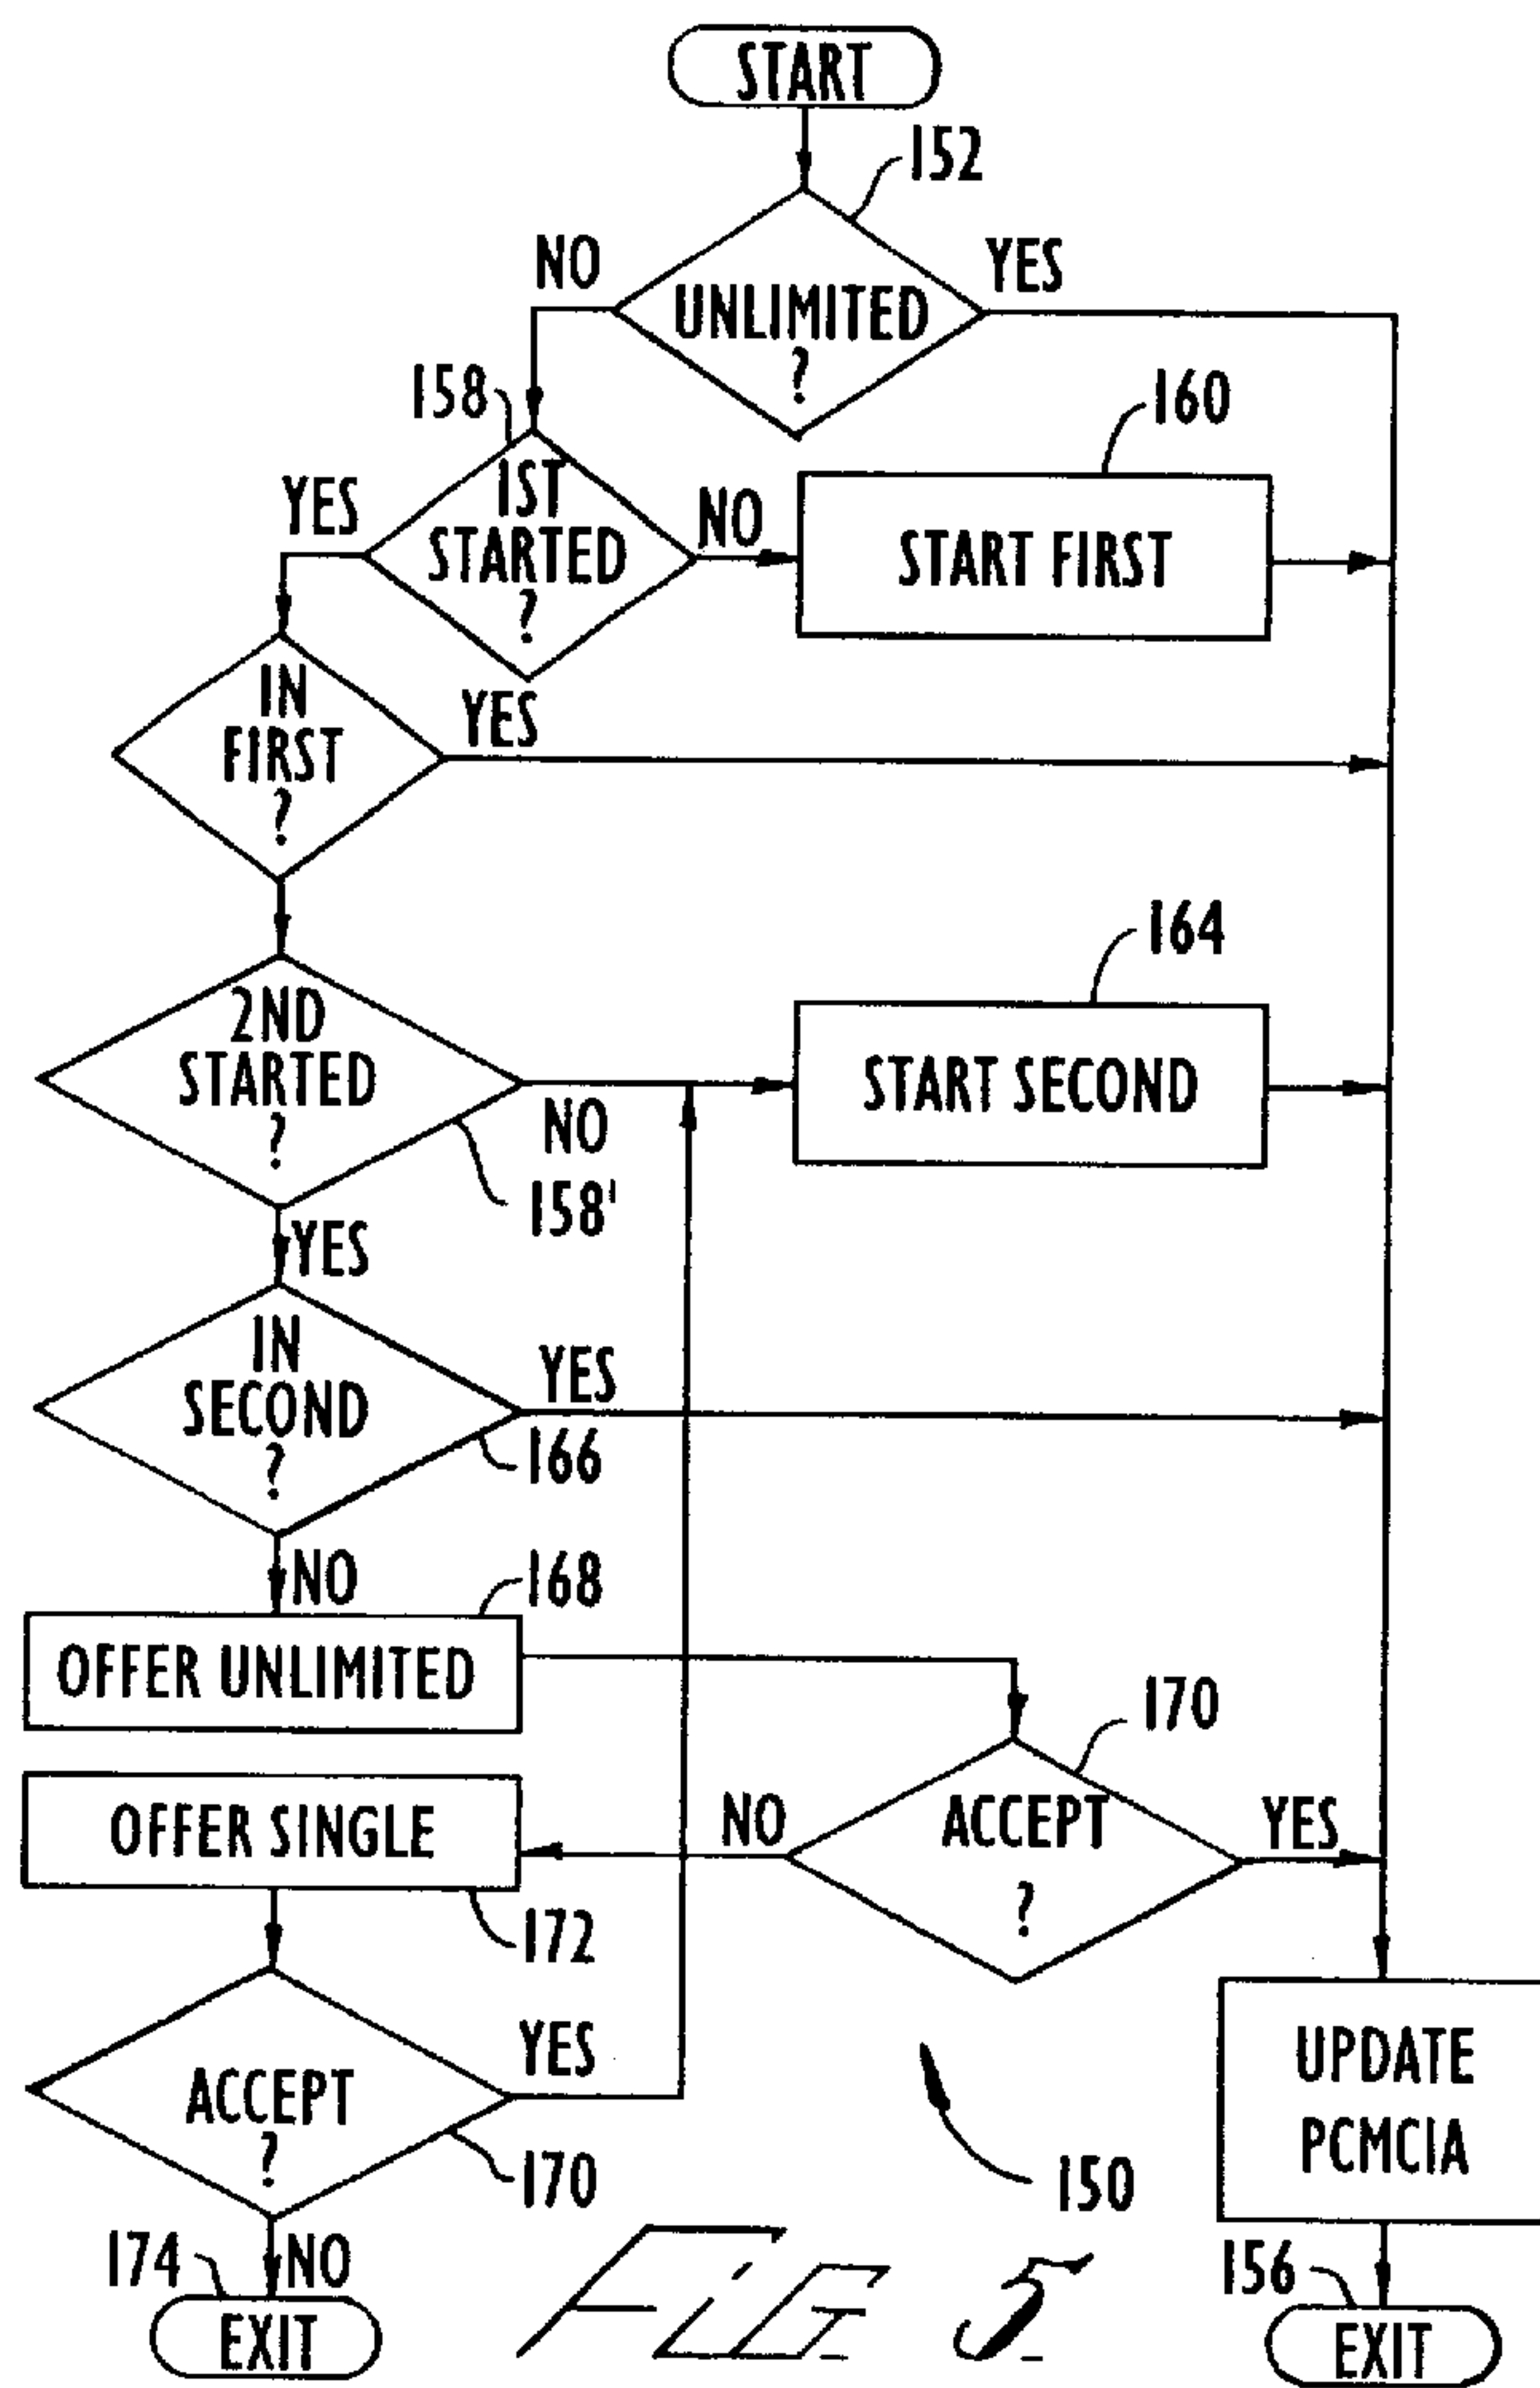 START
152
NO
YES
UNLIMITED
?
158
160
YES
1ST
STARTED
?
NO
START FIRST
IN
FIRST
?
YES
164
2ND
STARTED
?
NO
START SECOND
158'
YES
IN
SECOND
?
YES
166
NO
168
OFFER UNLIMITED
170
OFFER SINGLE
NO
ACCEPT
?
YES
172
YES
ACCEPT
?
170
UPDATE
PCMCIA
150
174
NO
156
EXIT
FIG 5
EXIT